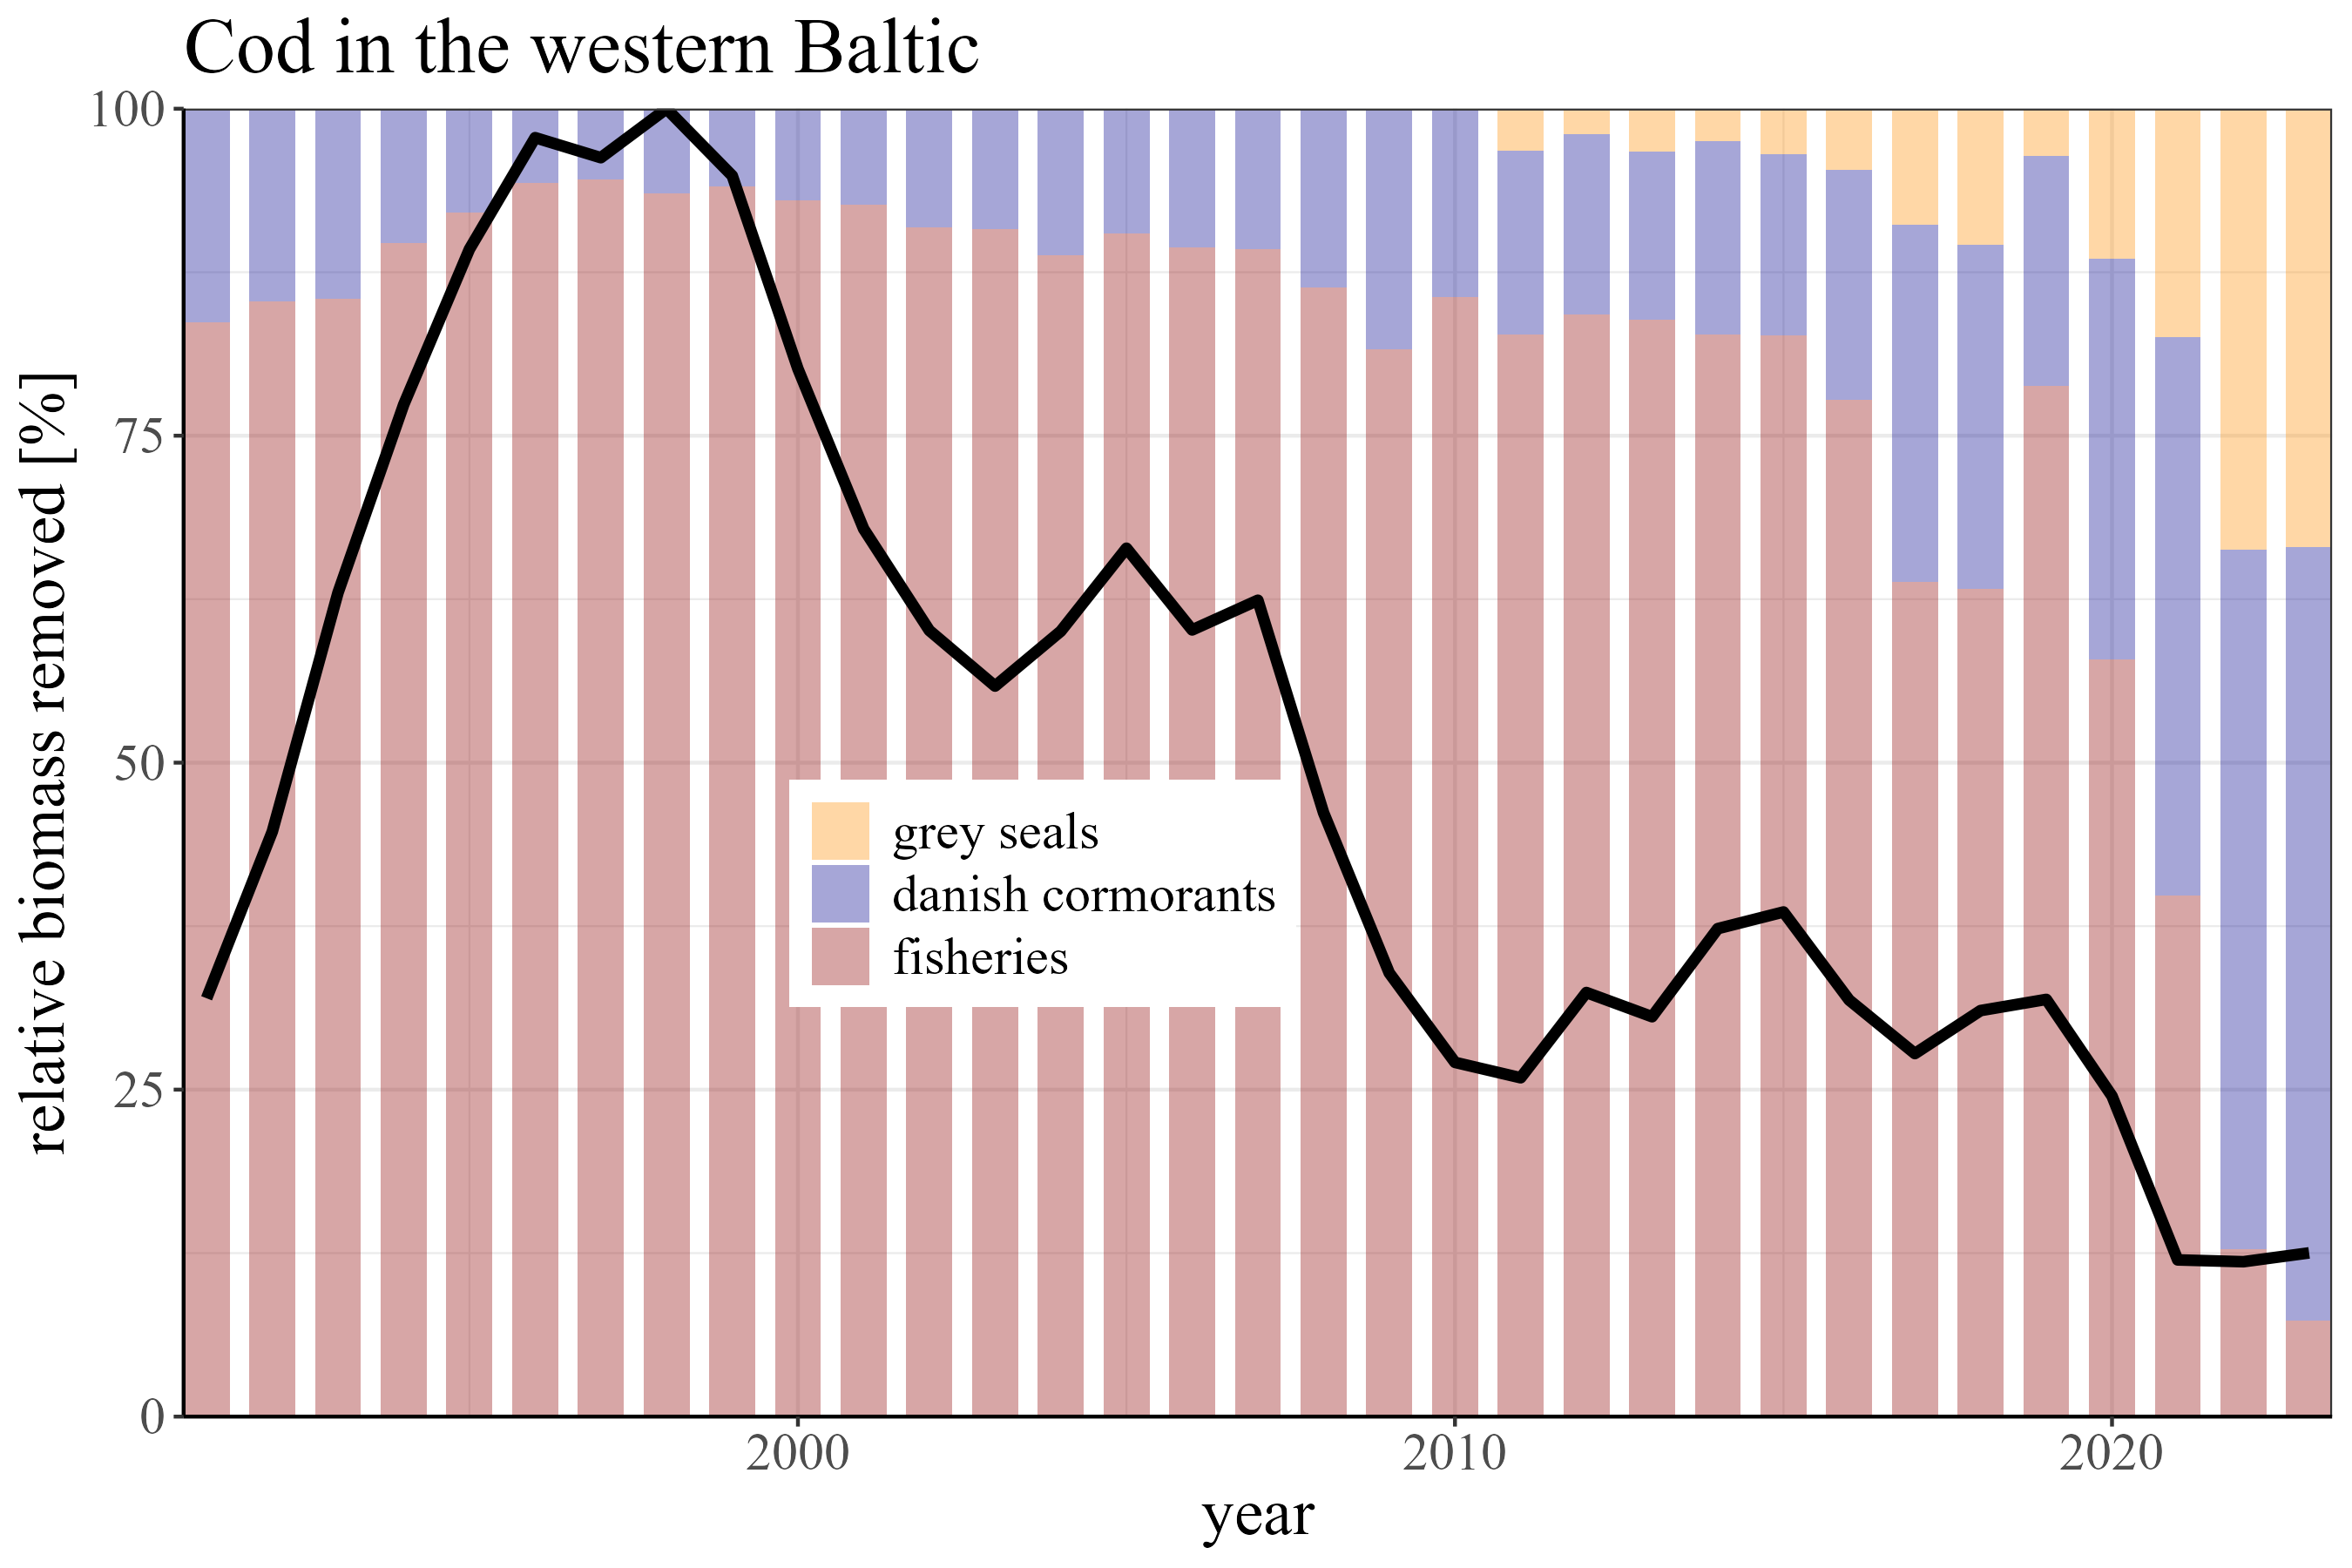 Cod in the western Baltic
relative biomass removed [%]
100
75
50
25
0
grey seals
danish cormorants
fisheries
2000
2010
2020
year